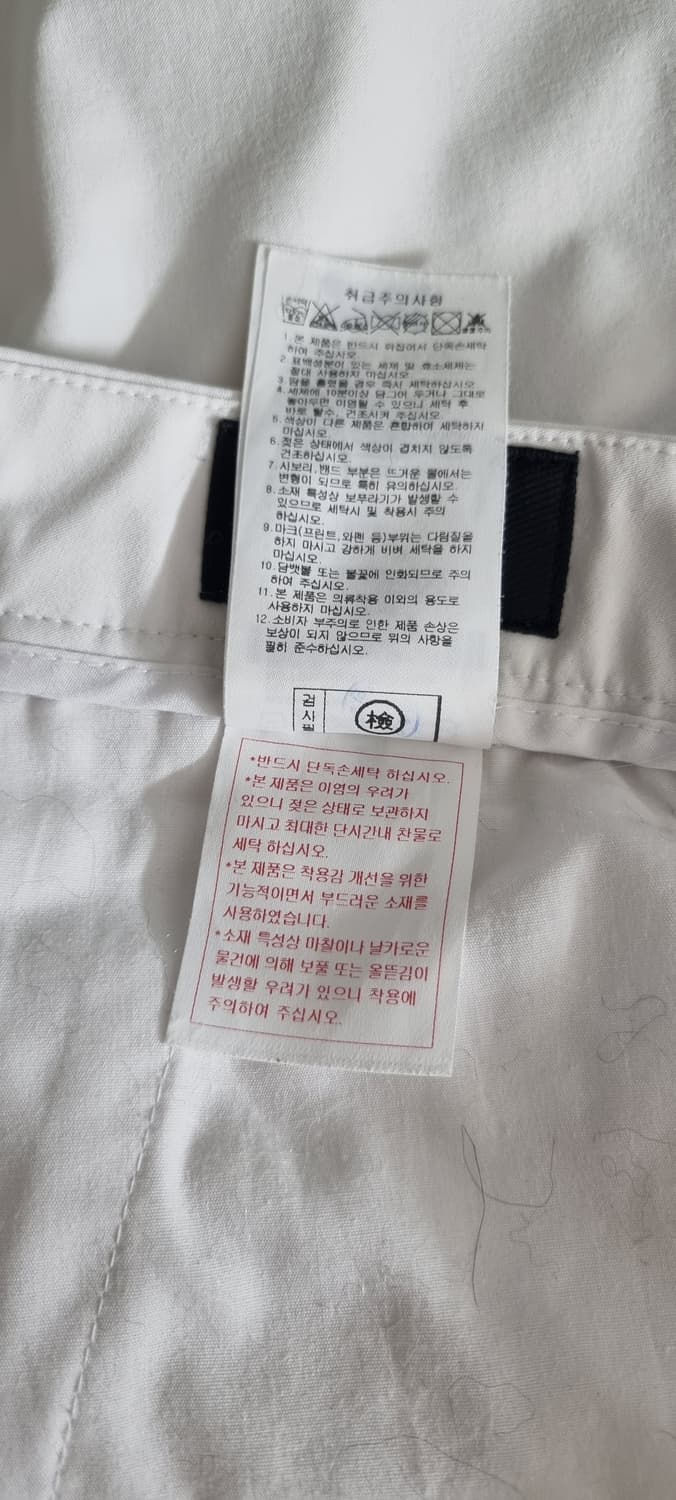 취급주의사항
1.본 제품은 반드시 뒤집어서 단독손세탁
하여 주십시오.
2.표백성분이 있는 세제 및 효소세제는
절대 사용하지 마십시오.
3.땀을 흘렸을 경우 즉시 세탁하십시오.
4.세제에 10분이상 담그어 두거나 그대로
놓아두면 이염될 수 있으니 세탁 후
바로 탈수, 건조시켜 주십시오.
5.색상이 다른 제품은 혼합하여 세탁하지
마십시오.
6.젖은 상태에서 색상이 겹치지 않도록
건조하십시오.
7.시보리,밴드 부분은 뜨거운 물에서는
변형이 되므로 특히 유의하십시오.
8.소재 특성상 보푸라기가 발생할 수
있으므로 세탁시 및 착용시 주의
하십시오.
9.마크(프린트,와펜 등)부위는 다림질을
하지 마시고 강하게 비벼 세탁을 하지
마십시오.
10.담뱃불 또는 불꽃에 인화되므로 주의
하여 주십시오.
11.본 제품은 의류착용 이외의 용도로
사용하지 마십시오.
12.소비자 부주의로 인한 제품 손상은
보상이 되지 않으므로 위의 사항을
필히 준수하십시오.
검
시
필
檢
*반드시 단독손세탁 하십시오.
*본 제품은 이염의 우려가
있으니 젖은 상태로 보관하지
마시고 최대한 단시간내 찬물로
세탁 하십시오.
*본 제품은 착용감 개선을 위한
기능적이면서 부드러운 소재를
사용하였습니다.
*소재 특성상 마찰이나 날카로운
물건에 의해 보풀 또는 올뜯김이
발생할 우려가 있으니 착용에
주의하여 주십시오.